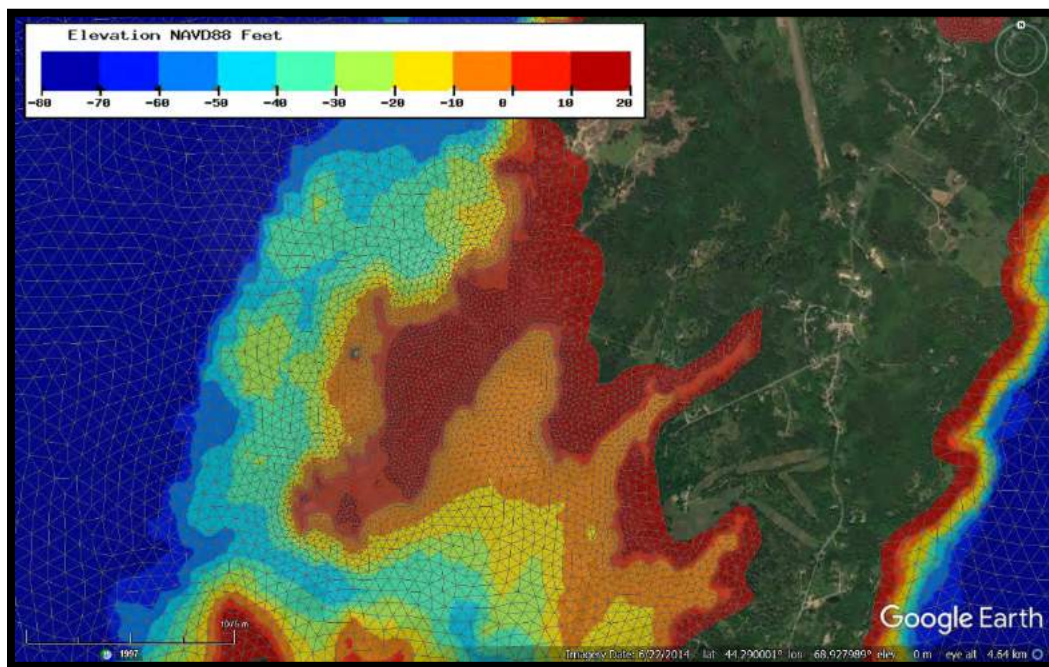 Elevation NAVD88 Feet
-80 -70 -60 -50 -40 -30 -20 -10 0 10 20
N
Google Earth
1076 m
1997
Imagery Date: 6/22/2014 lat 44.290001° lon -68.927989° elev 0 m eye alt 4.64 km